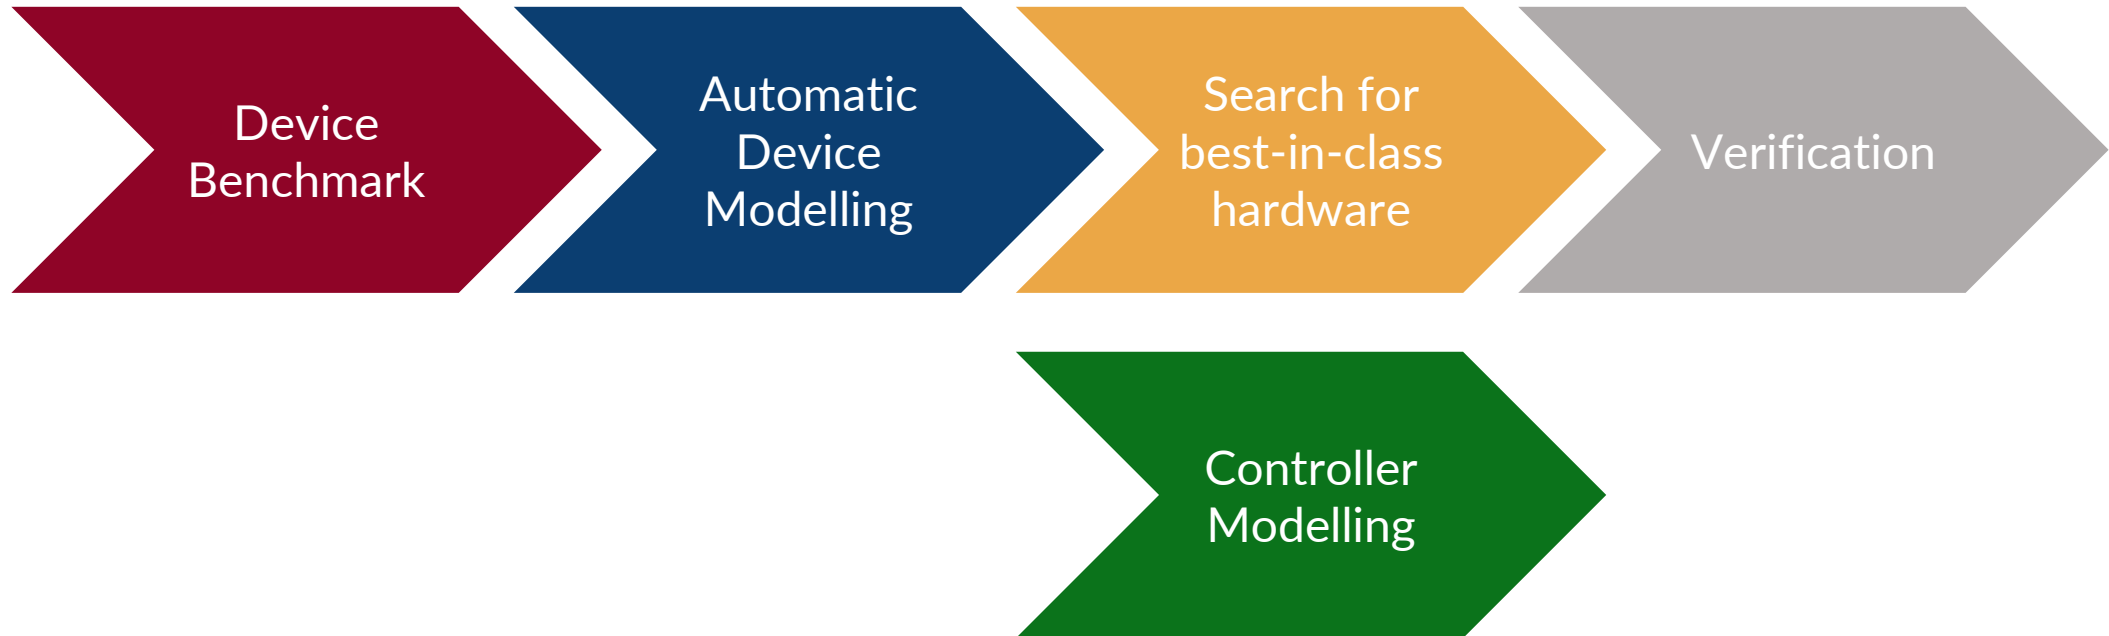 Device
Benchmark
Automatic
Device
Modelling
Search for
best-in-class
hardware
Verification
Controller
Modelling